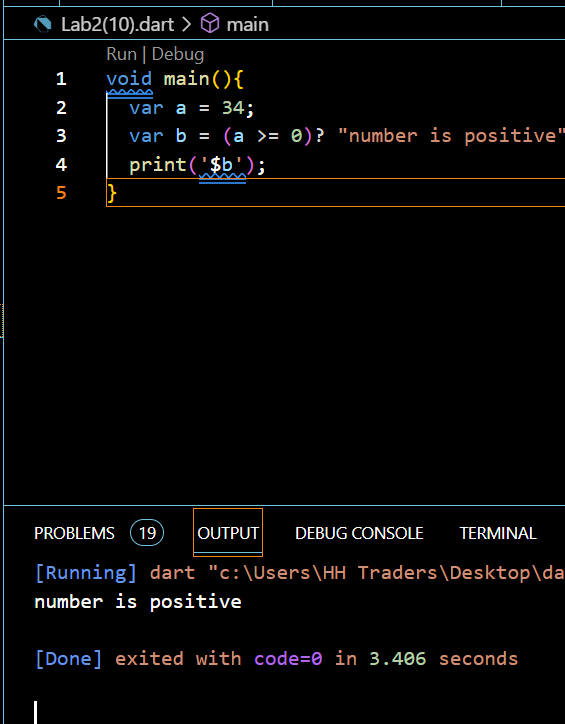 Lab2(10).dart > main
Run | Debug
1 void main(){
2 var a = 34;
3 var b = (a >= 0)? "number is positive"
4 print('$b');
5 }
PROBLEMS 19 OUTPUT DEBUG CONSOLE TERMINAL
[Running] dart "c:\Users\HH Traders\Desktop\da
number is positive
[Done] exited with code=0 in 3.406 seconds